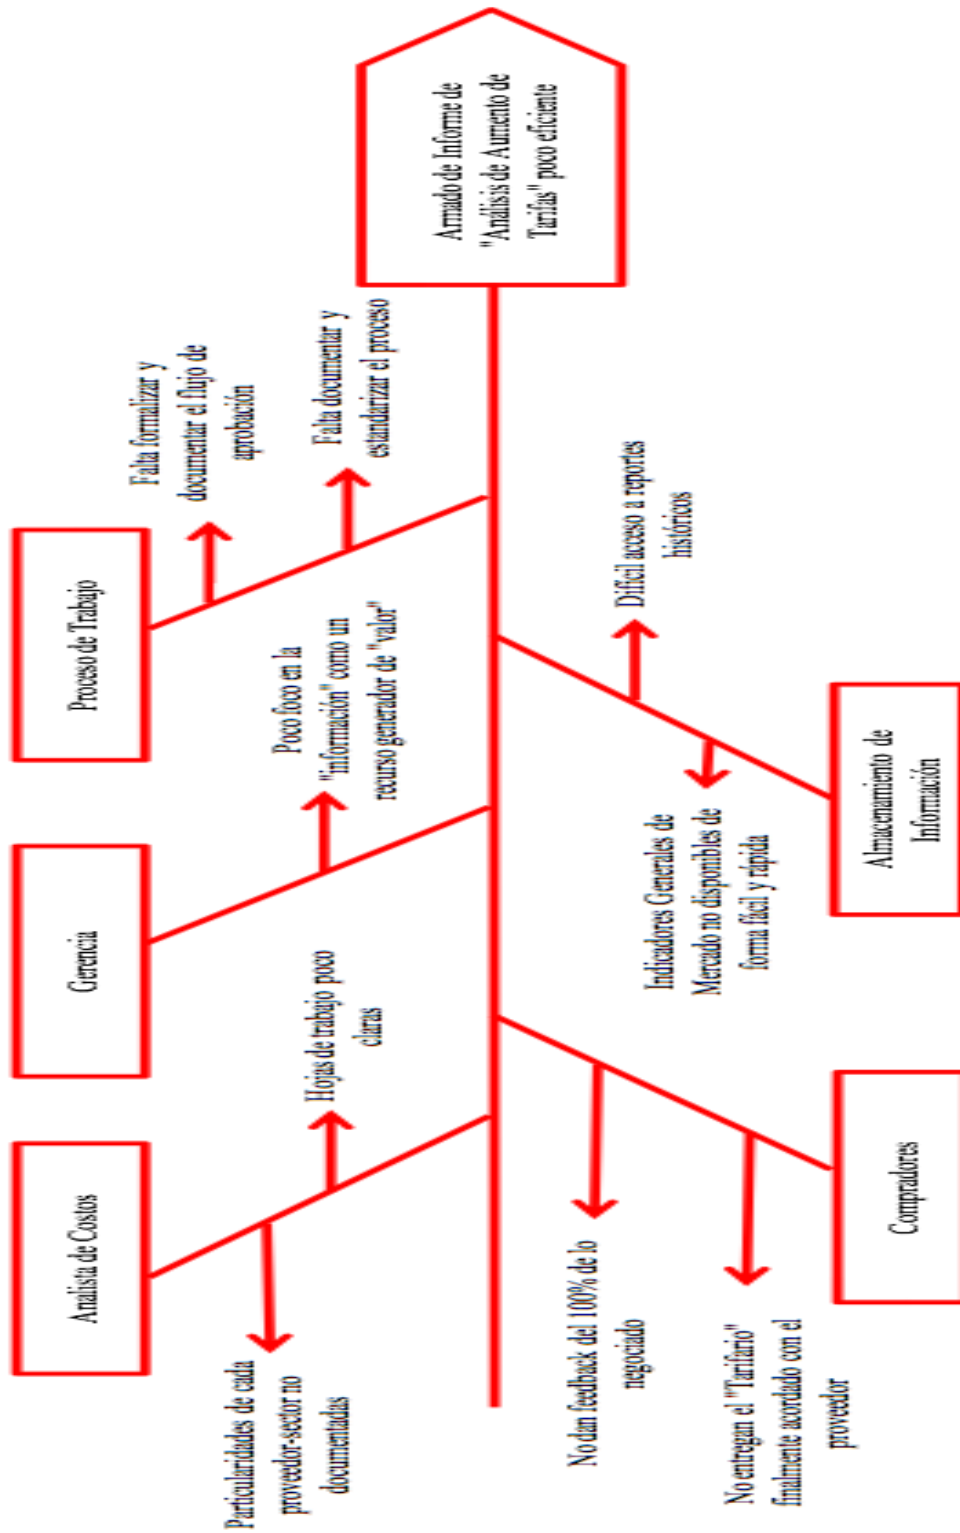 Analista de Costos
Gerencia
Proceso de Trabajo
Particularidades de cada
proveedor-sector no
documentadas
Hojas de trabajo poco
claras
Poco foco en la
"información" como un
recurso generador de "valor"
Falta formalizar y
documentar el flujo de
aprobación
Falta documentar y
estandarizar el proceso
Armado de Informe de
"Análisis de Aumento de
Tarifas" poco eficiente
No dan feedback del 100% de lo
negociado
No entregan el "Tarifario"
finalmente acordado con el
proveedor
Indicadores Generales de
Mercado no disponibles de
forma fácil y rápida
Difícil acceso a reportes
históricos
Compradores
Almacenamiento de
Información